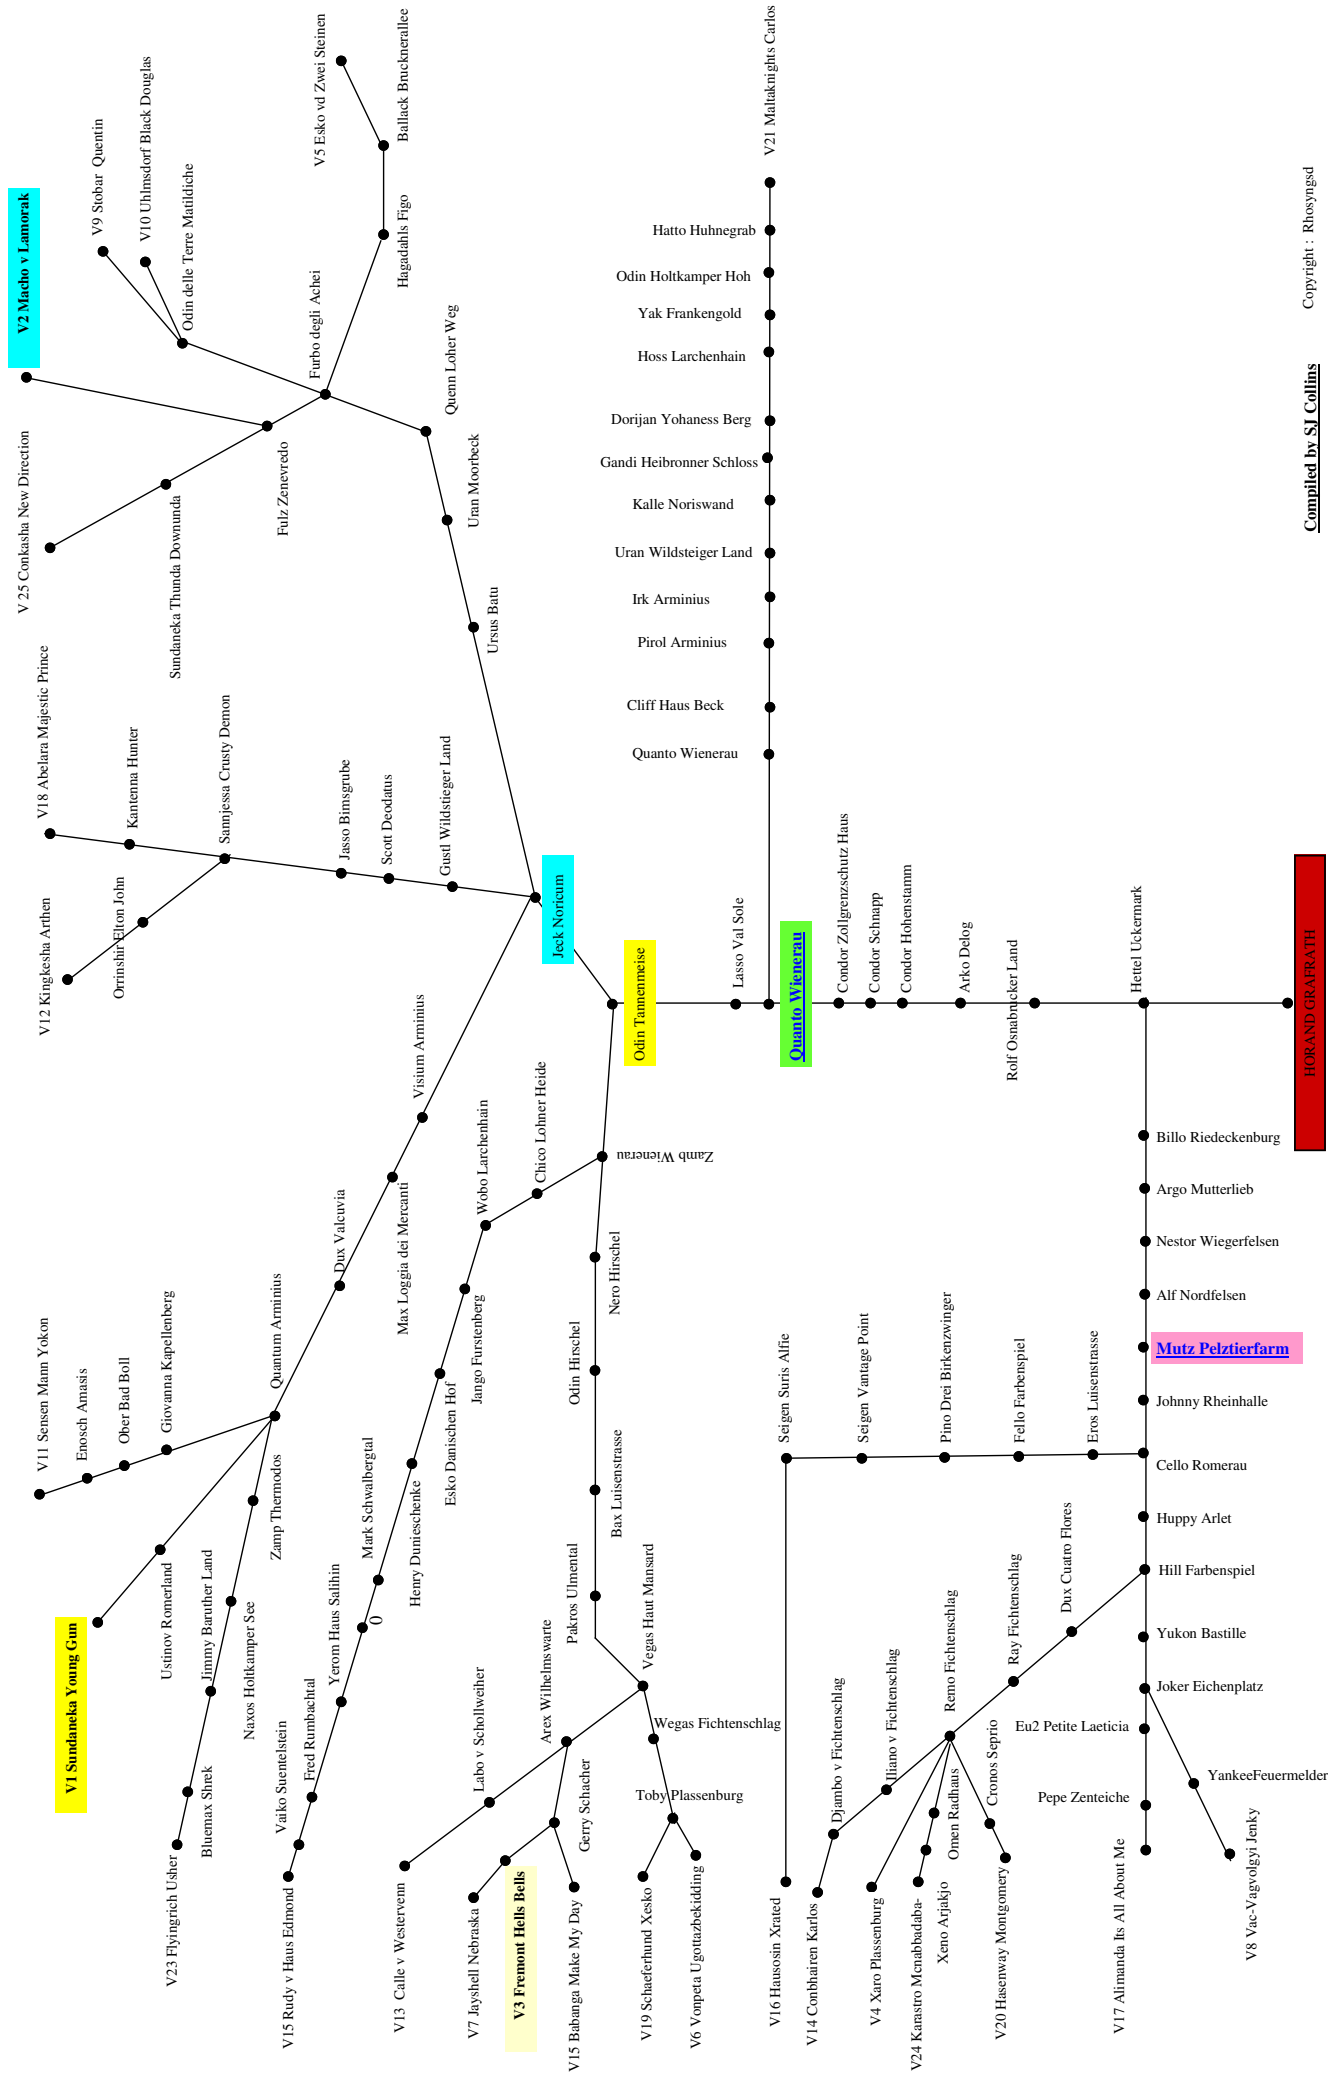 V9 Stobar Quentin
V10 Uhlmsdorf Black Douglas
V5 Esko vd Zwei Steinen
Ballack Brucknerallee
Hagadahls Figo
Odin delle Terre Matildiche
V2 Macho v Lamorak
Furbo degli Achei
Quenn Loher Weg
Fulz Zenevredo
V 25 Conkasha New Direction
Sundaneka Thunda Downunda
Uran Moorbeck
Ursus Batu
V21 Maltaknights Carlos
Hatto Huhnegrab
Odin Holtkamper Hoh
Yak Frankengold
Hoss Larchenhain
Dorijan Yohaness Berg
Gandi Heibronner Schloss
Kalle Noriswand
Uran Wildsteiger Land
Irk Arminius
Pirol Arminius
Cliff Haus Beck
Quanto Wienerau
V18 Abelara Majestic Prince
Kantenna Hunter
Sannjessa Crusty Demon
Jasso Bimsgrube
Scott Deodatus
Gustl Wildstieger Land
V12 Kingkesha Arthen
Orrinshir Elton John
Jeck Noricum
Odin Tannenmeise
Lasso Val Sole
Quanto Wienerau
Condor Zollgrenzschutz Haus
Condor Schnapp
Condor Hohenstamm
Arko Delog
Rolf Osnabrucker Land
Hettel Uckermark
HORAND GRAFRATH
Visium Arminius
Max Loggia dei Mercanti
Dux Valcuvia
Quantum Arminius
Giovanna Kapellenberg
Ober Bad Boll
Enosch Amasis
V11 Sensen Mann Yokon
Zamp Thermodos
Ustinov Romerland
V1 Sundaneka Young Gun
Naxos Holtkamper See
Jimmy Baruther Land
Bluemax Shrek
V23 Flyingrich Usher
Zamb Wienerau
Chico Lohner Heide
Wobo Larchenhain
Jango Furstenberg
Esko Danischen Hof
Henry Dunieschenke
Mark Schwalbergtal
0
Yerom Haus Salihin
Fred Rumbachtal
Vaiko Suentelstein
V15 Rudy v Haus Edmond
Nero Hirschel
Odin Hirschel
Bax Luisenstrasse
Pakros Ulmental
Vegas Haut Mansard
Arex Wilhelmswarte
Labo v Schollweiher
V13 Calle v Westervenn
Gerry Schacher
V7 Jayshell Nebraska
V3 Fremont Hells Bells
V15 Babanga Make My Day
Wegas Fichtenschlag
Toby Plassenburg
V19 Schaeferhund Xesko
V6 Vonpeta Ugottazbekidding
Billo Riedeckenburg
Argo Mutterlieb
Nestor Wiegerfelsen
Alf Nordfelsen
Mutz Pelztierfarm
Johnny Rheinhalle
Cello Romerau
Huppy Arlet
Hill Farbenspiel
Yukon Bastille
Joker Eichenplatz
Eu2 Petite Laeticia
Pepe Zenteiche
V17 Alimanda Its All About Me
YankeeFeuermelder
V8 Vac-Vagvolgyi Jenky
Eros Luisenstrasse
Fello Farbenspiel
Pino Drei Birkenzwinger
Seigen Vantage Point
Seigen Suris Alfie
V16 Hausosin Xrated
Dux Cuatro Flores
Ray Fichtenschlag
Remo Fichtenschlag
Iliano v Fichtenschlag
Djambo v Fichtenschlag
V14 Conbhairen Karlos
V4 Xaro Plassenburg
Omen Radhaus
Xeno Arjakjo
V24 Karastro Mcnabbadaba-
Cronos Seprio
V20 Hasenway Montgomery
Compiled by SJ Collins
Copyright : Rhosyngsd